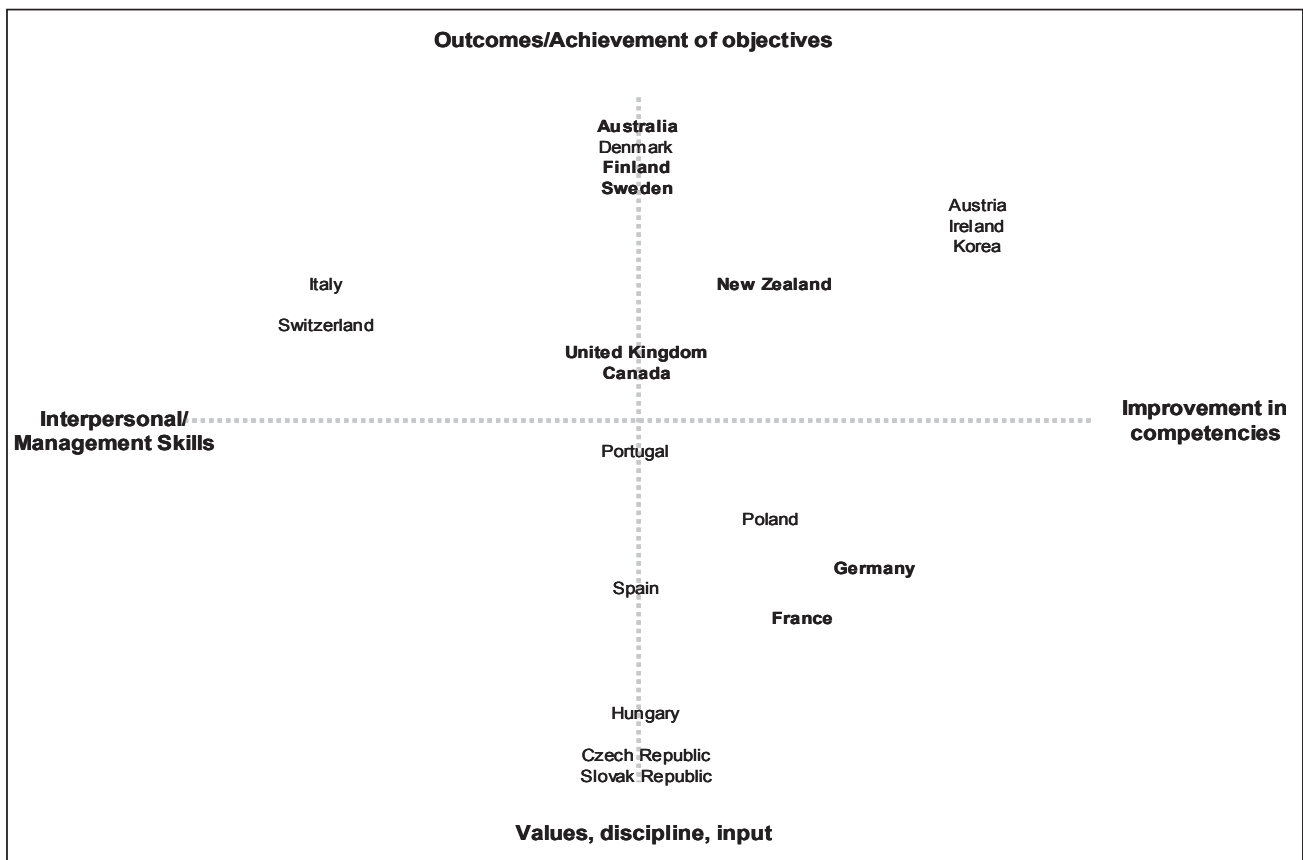 Outcomes/Achievement of objectives
Australia
Denmark
Finland
Sweden
Austria
Ireland
Korea
Italy
New Zealand
Switzerland
United Kingdom
Canada
Interpersonal/
Management Skills
Improvement in
competencies
Portugal
Poland
Germany
Spain
France
Hungary
Czech Republic
Slovak Republic
Values, discipline, input